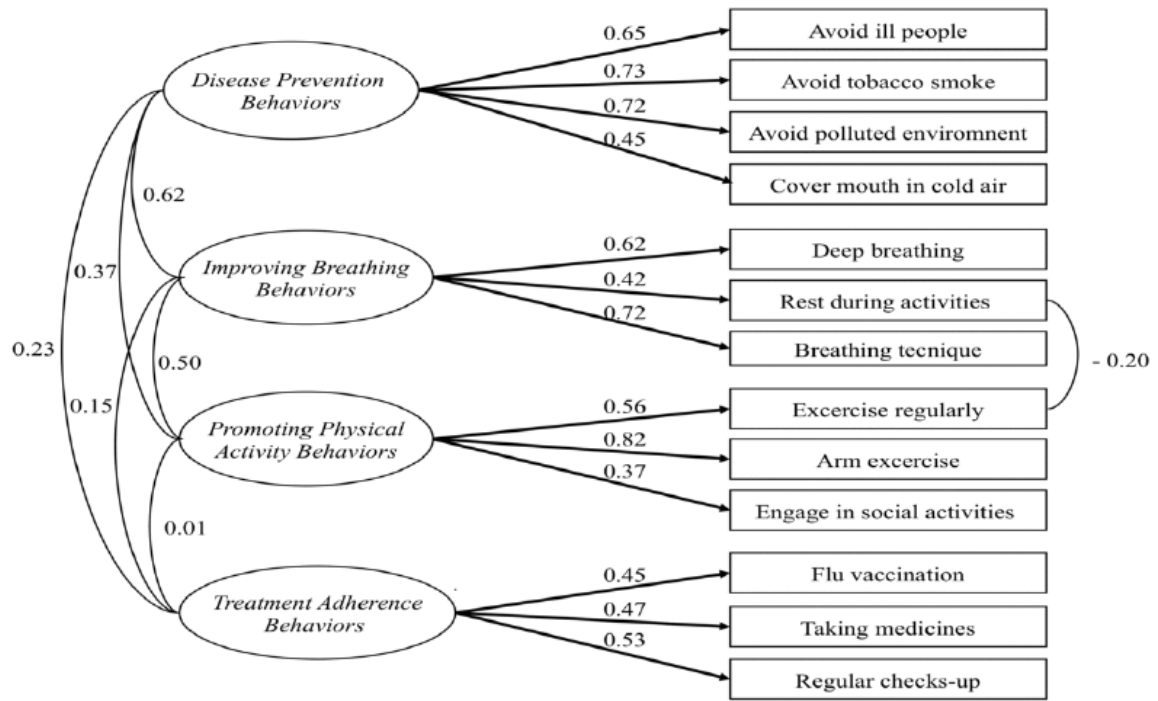 0.65
Avoid ill people
Disease Prevention
Behaviors
0.73
Avoid tobacco smoke
0.72
Avoid polluted enviromnent
0.45
Cover mouth in cold air
0.62
0.37
0.62
Deep breathing
Improving Breathing
Behaviors
0.42
Rest during activities
0.72
Breathing tecnique
0.23
0.50
- 0.20
0.15
0.56
Excercise regularly
Promoting Physical
Activity Behaviors
0.82
Arm excercise
0.37
Engage in social activities
0.01
0.45
Flu vaccination
Treatment Adherence
Behaviors
0.47
Taking medicines
0.53
Regular checks-up